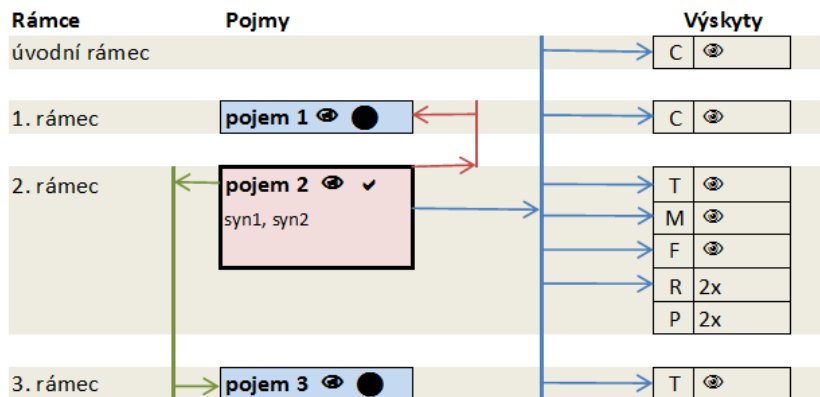 Rámce Pojmy Výskyty
úvodní rámec C
1. rámec pojem 1 C
2. rámec pojem 2 T
syn1, syn2 M
F
R 2x
P 2x
3. rámec pojem 3 T